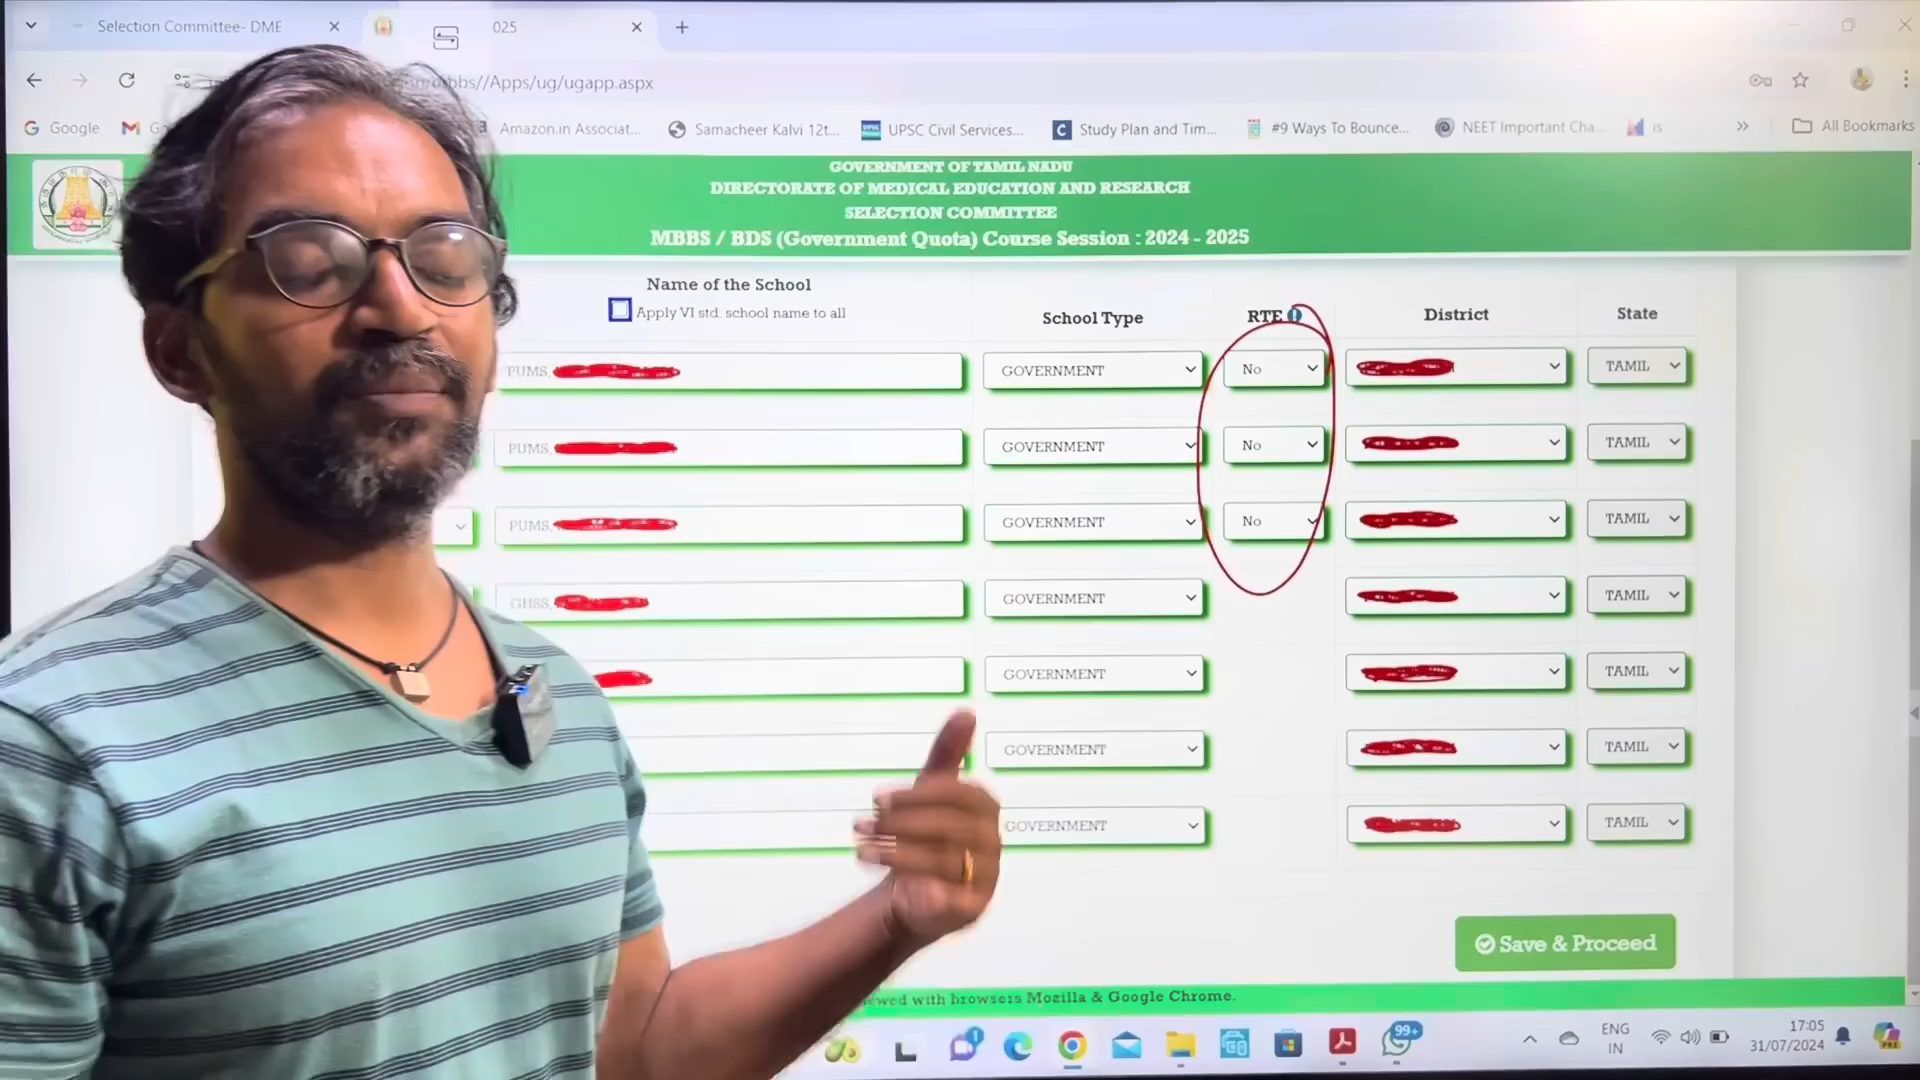 Selection Committee- DME
025
bbs//Apps/ug/ugapp.aspx
Google
Amazon.in Associat...
Samacheer Kalvi 12t...
UPSC Civil Services...
Study Plan and Tim...
#9 Ways To Bounce...
NEET Important Cha...
is
All Bookmarks
GOVERNMENT OF TAMIL NADU
DIRECTORATE OF MEDICAL EDUCATION AND RESEARCH
SELECTION COMMITTEE
MBBS / BDS (Government Quota) Course Session : 2024 - 2025
Name of the School
Apply VI std. school name to all
School Type
RTE
District
State
PUMS,
GOVERNMENT
No
TAMIL
PUMS,
GOVERNMENT
No
TAMIL
PUMS,
GOVERNMENT
No
TAMIL
GHSS,
GOVERNMENT
TAMIL
GOVERNMENT
TAMIL
GOVERNMENT
TAMIL
GOVERNMENT
TAMIL
Save & Proceed
ewed with browsers Mozilla & Google Chrome.
1
99+
ENG
IN
17:05
31/07/2024
PRE